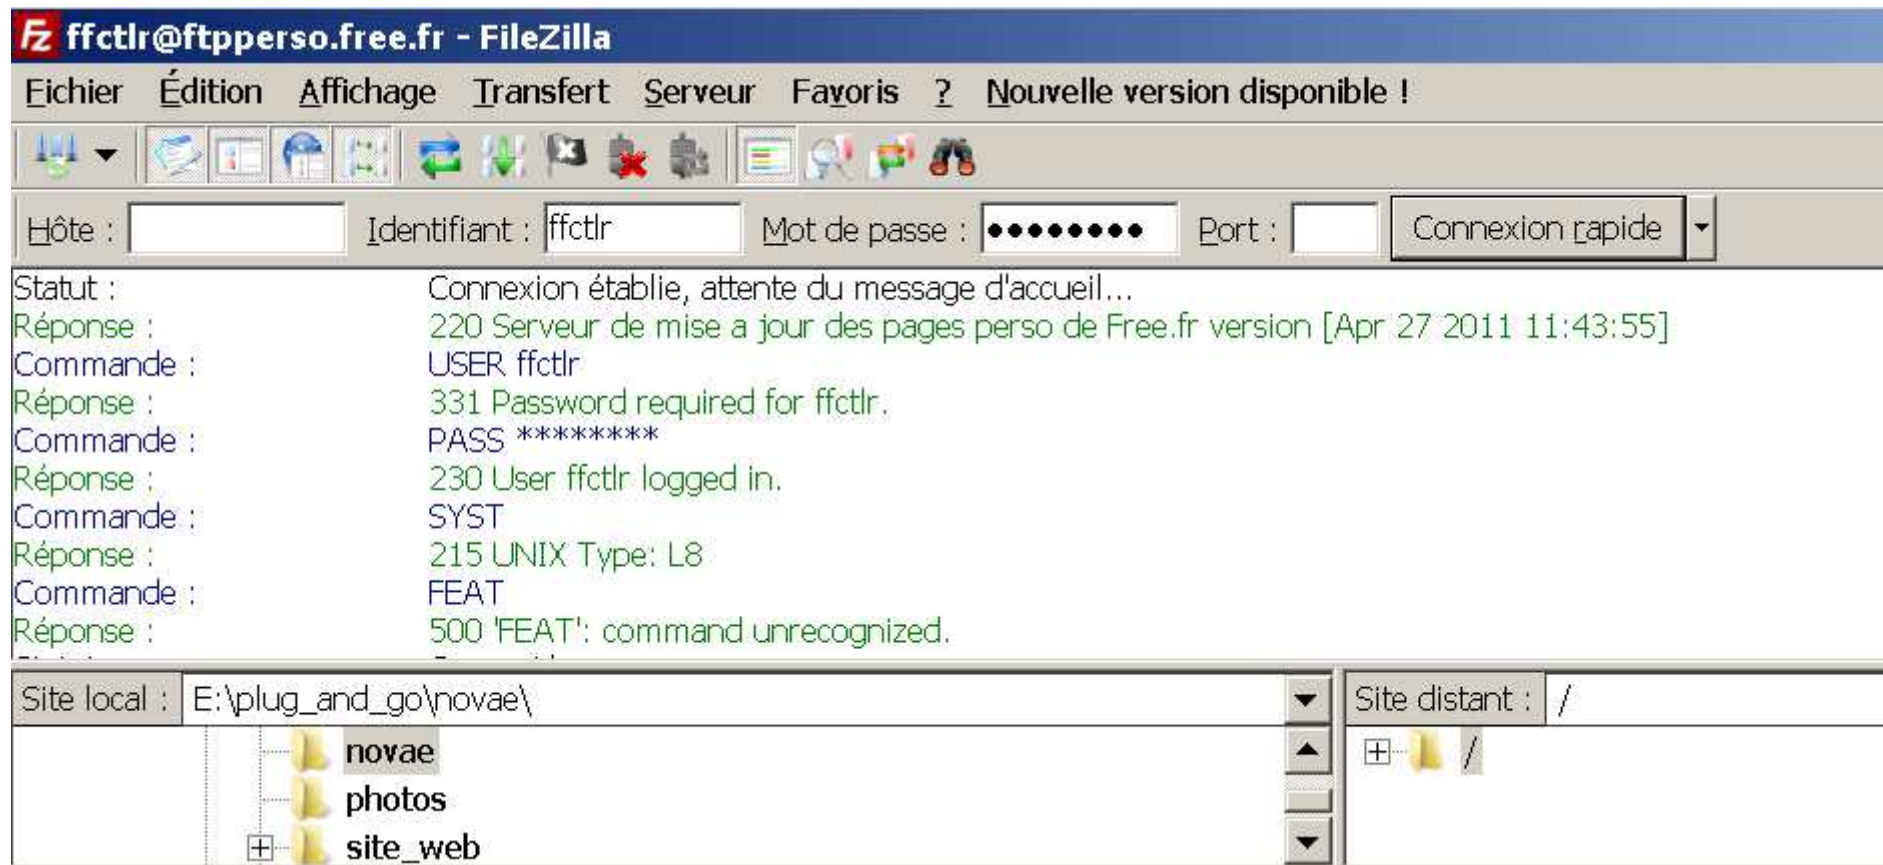 Fz ffctlr@ftpperso.free.fr - FileZilla
Fichier Édition Affichage Transfert Serveur Favoris ? Nouvelle version disponible !
Hôte : Identifiant : ffctlr Mot de passe : ●●●●●●●● Port : Connexion rapide
Statut : Connexion établie, attente du message d'accueil...
Réponse : 220 Serveur de mise a jour des pages perso de Free.fr version [Apr 27 2011 11:43:55]
Commande : USER ffctlr
Réponse : 331 Password required for ffctlr.
Commande : PASS ********
Réponse : 230 User ffctlr logged in.
Commande : SYST
Réponse : 215 UNIX Type: L8
Commande : FEAT
Réponse : 500 'FEAT': command unrecognized.
Site local : E:\plug_and_go\novae\ Site distant : /
novae /
photos
site_web